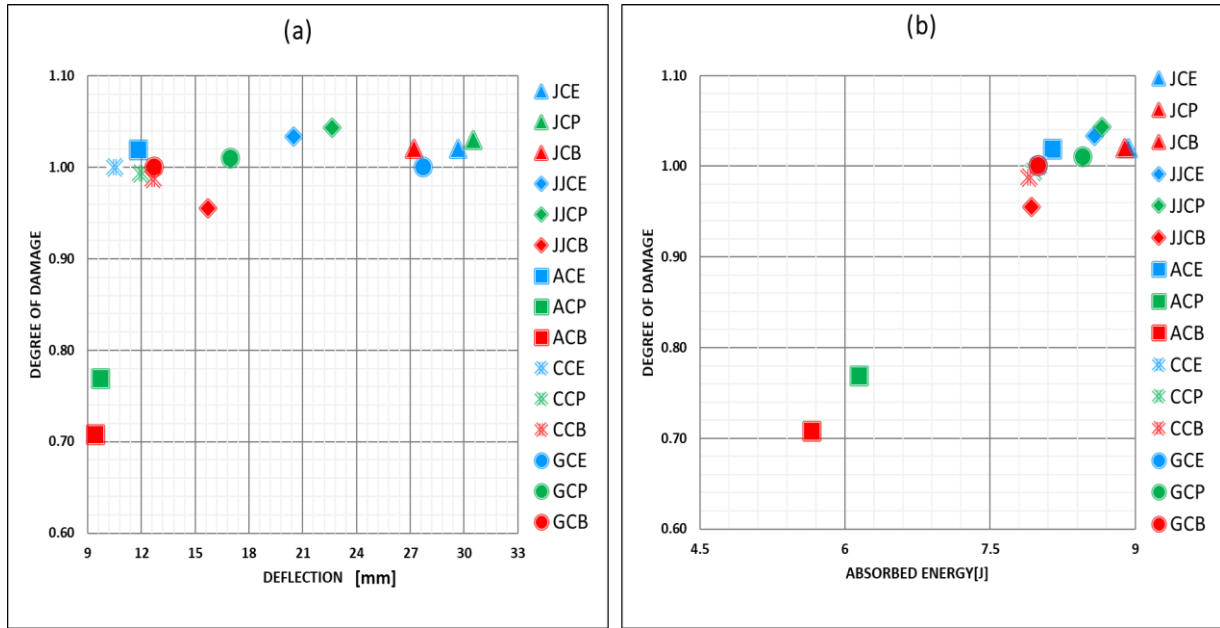 (a)
1.10
1.00
0.90
0.80
0.70
0.60
DEGREE OF DAMAGE
9 12 15 18 21 24 27 30 33
DEFLECTION [mm]
JCE
JCP
JCB
JJCE
JJCP
JJCB
ACE
ACP
ACB
CCE
CCP
CCB
GCE
GCP
GCB
(b)
1.10
1.00
0.90
0.80
0.70
0.60
DEGREE OF DAMAGE
4.5 6 7.5 9
ABSORBED ENERGY[J]
JCE
JCP
JCB
JJCE
JJCP
JJCB
ACE
ACP
ACB
CCE
CCP
CCB
GCE
GCP
GCB